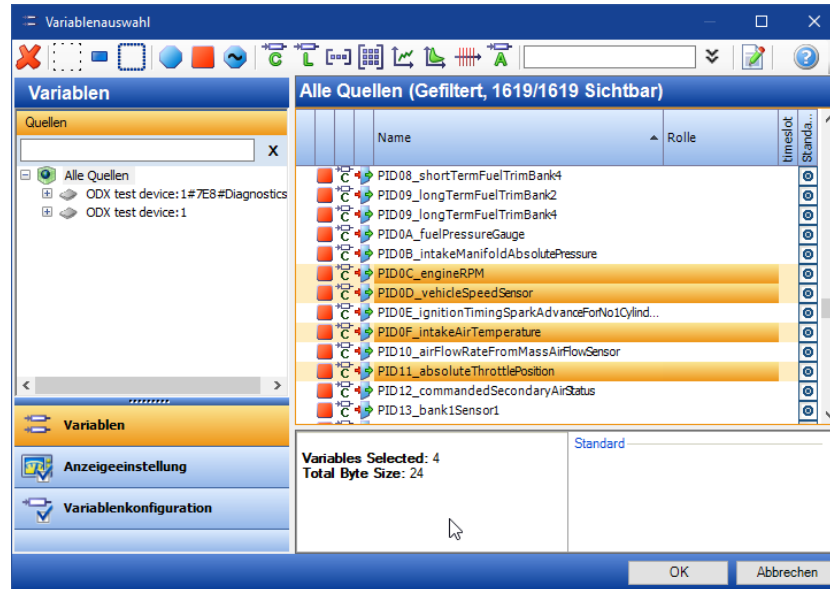 Variablenauswahl
C L A
Variablen
Alle Quellen (Gefiltert, 1619/1619 Sichtbar)
Quellen
X
Name
Rolle
timeslot
Standa...
Alle Quellen
ODX test device:1#7E8#Diagnostics
ODX test device:1
PID08_shortTermFuelTrimBank4
PID09_longTermFuelTrimBank2
PID09_longTermFuelTrimBank4
PID0A_fuelPressureGauge
PID0B_intakeManifoldAbsolutePressure
PID0C_engineRPM
PID0D_vehicleSpeedSensor
PID0E_ignitionTimingSparkAdvanceForNo1Cylind...
PID0F_intakeAirTemperature
PID10_airFlowRateFromMassAirFlowSensor
PID11_absoluteThrottlePosition
PID12_commandedSecondaryAirStatus
PID13_bank1Sensor1
Variablen
Anzeigeeinstellung
Variablenkonfiguration
Variables Selected: 4
Total Byte Size: 24
Standard
OK
Abbrechen